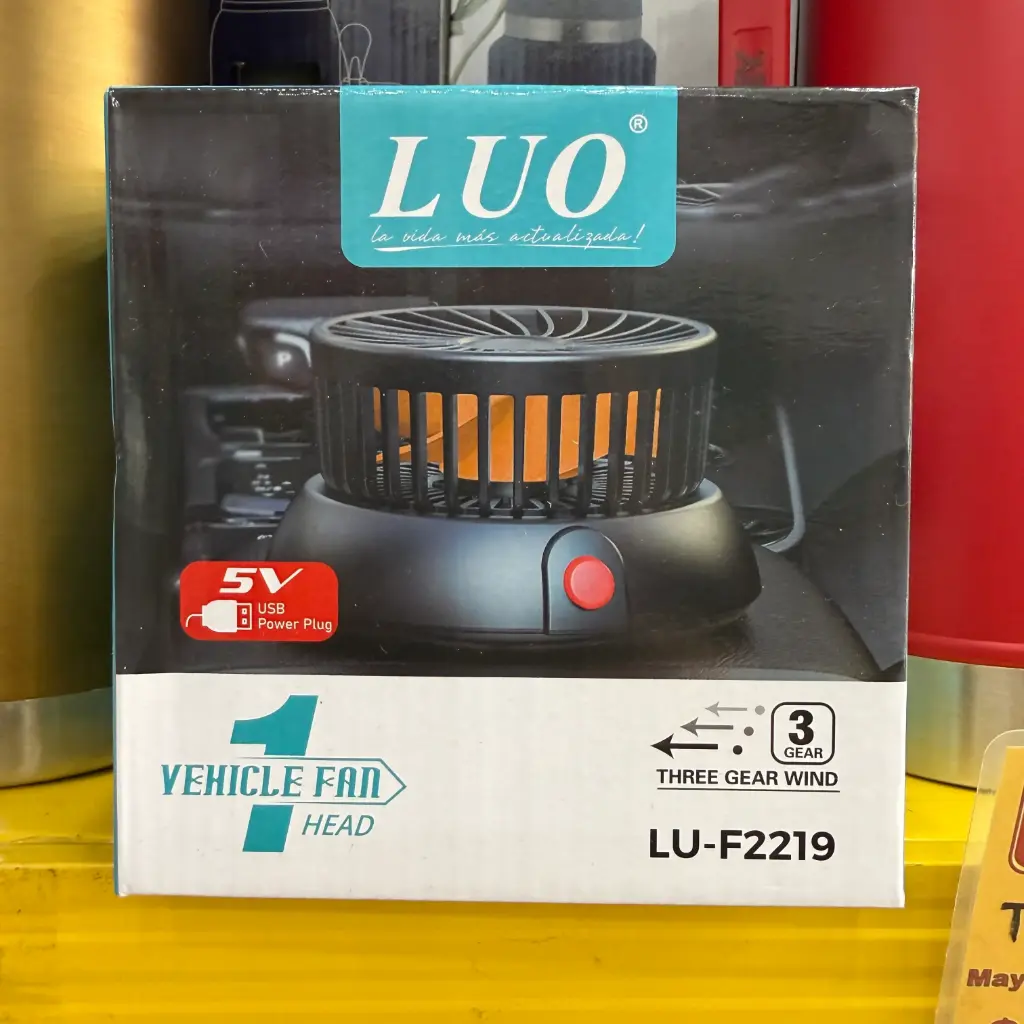 LUO®
la vida más actualizada!
P
5V
USB
Power Plug
1
VEHICLE FAN
HEAD
3
GEAR
THREE GEAR WIND
LU-F2219
May